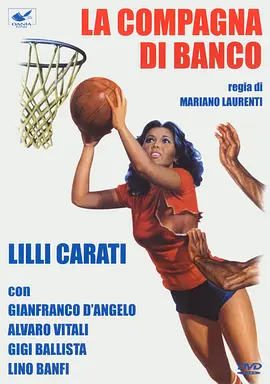 DANIA
LA COMPAGNA
DI BANCO
regia di
MARIANO LAURENTI
LILLI CARATI
con
GIANFRANCO D'ANGELO
ALVARO VITALI
GIGI BALLISTA
LINO BANFI
DVD